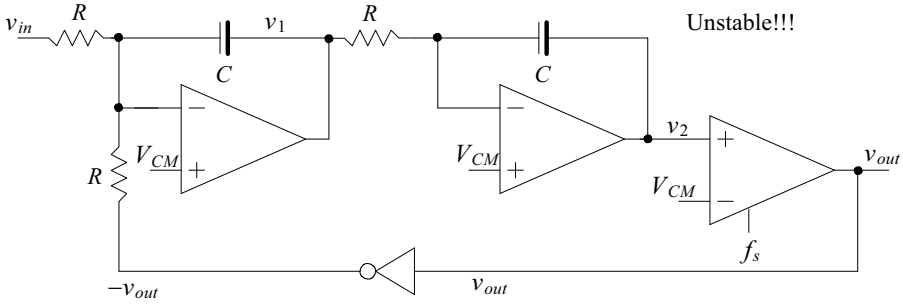 Unstable!!!
v_in
R
C
v_1
R
C
V_CM
−
+
R
V_CM
−
+
v_2
V_CM
+
−
f_s
v_out
−v_out
v_out